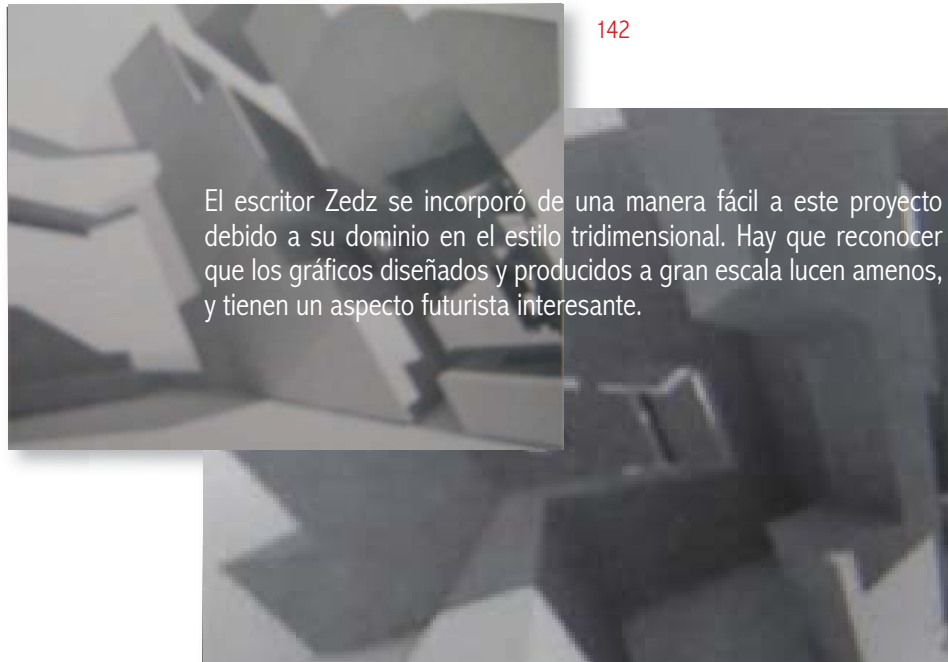 142
El escritor Zedz se incorporó de una manera fácil a este proyecto
debido a su dominio en el estilo tridimensional. Hay que reconocer
que los gráficos diseñados y producidos a gran escala lucen amenos,
y tienen un aspecto futurista interesante.